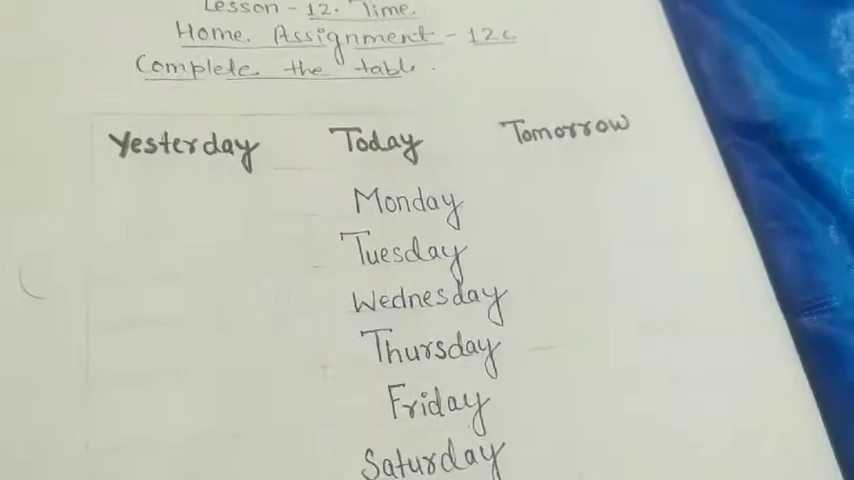 Lesson - 12. Time.
Home. Assignment - 12c
Complete the table.
Yesterday Today Tomorrow
Monday
Tuesday
Wednesday
Thursday
Friday
Saturday